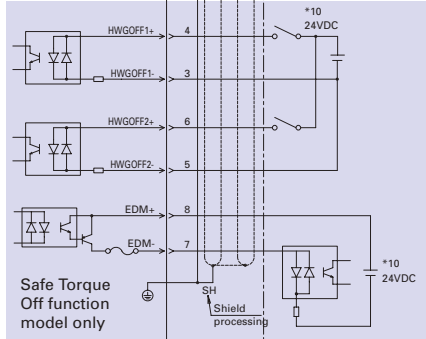 *10
24VDC
HWGOFF1+ 4
HWGOFF1- 3
HWGOFF2+ 6
HWGOFF2- 5
EDM+ 8
EDM- 7
*10
24VDC
Safe Torque
Off function
model only
SH
Shield
processing